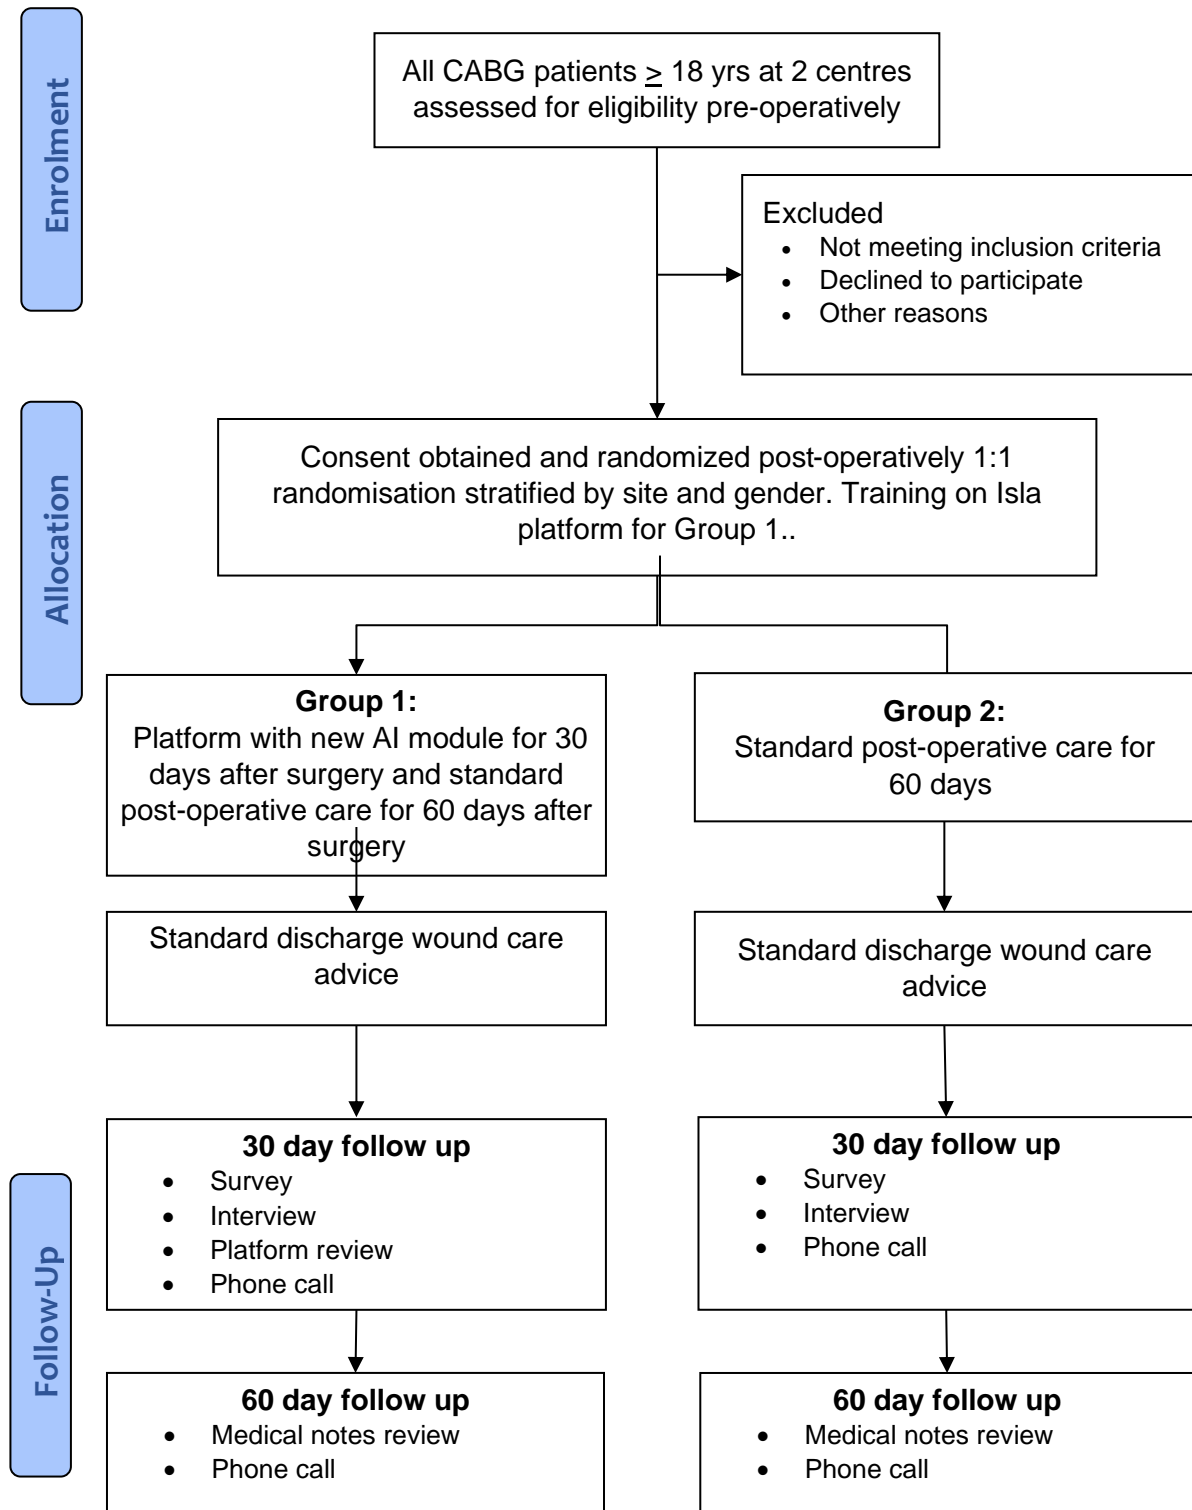 Enrolment
All CABG patients ≥ 18 yrs at 2 centres
assessed for eligibility pre-operatively
Excluded
• Not meeting inclusion criteria
• Declined to participate
• Other reasons
Allocation
Consent obtained and randomized post-operatively 1:1
randomisation stratified by site and gender. Training on Isla
platform for Group 1..
Group 1:
Platform with new AI module for 30
days after surgery and standard
post-operative care for 60 days after
surgery
Group 2:
Standard post-operative care for
60 days
Standard discharge wound care
advice
Standard discharge wound care
advice
Follow-Up
30 day follow up
• Survey
• Interview
• Platform review
• Phone call
30 day follow up
• Survey
• Interview
• Phone call
60 day follow up
• Medical notes review
• Phone call
60 day follow up
• Medical notes review
• Phone call